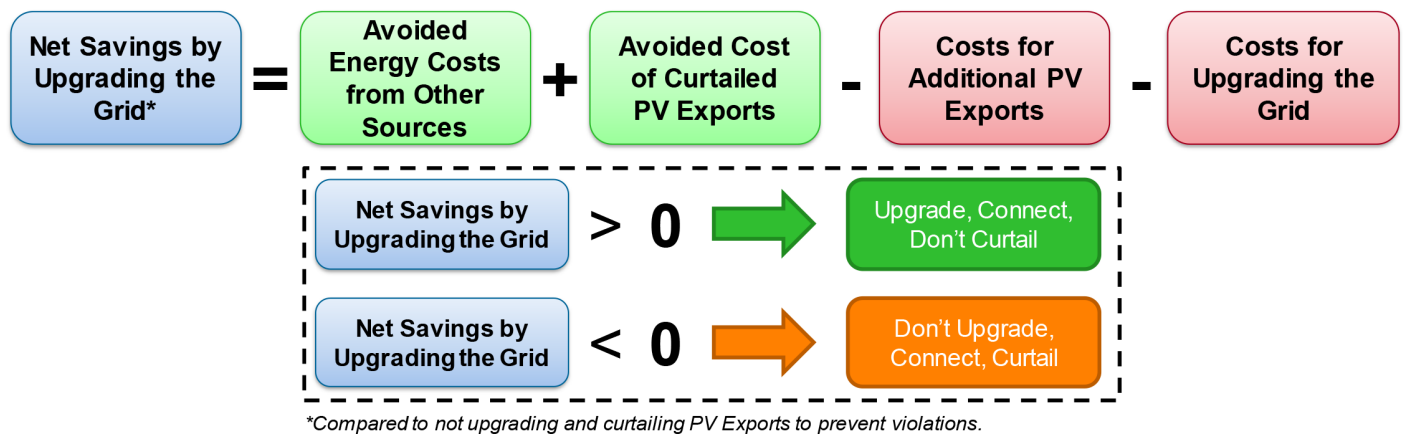 Net Savings by
Upgrading the
Grid*
=
Avoided
Energy Costs
from Other
Sources
+
Avoided Cost
of Curtailed
PV Exports
-
Costs for
Additional PV
Exports
-
Costs for
Upgrading the
Grid
Net Savings by
Upgrading the Grid
> 0
Upgrade, Connect,
Don’t Curtail
Net Savings by
Upgrading the Grid
< 0
Don’t Upgrade,
Connect, Curtail
*Compared to not upgrading and curtailing PV Exports to prevent violations.